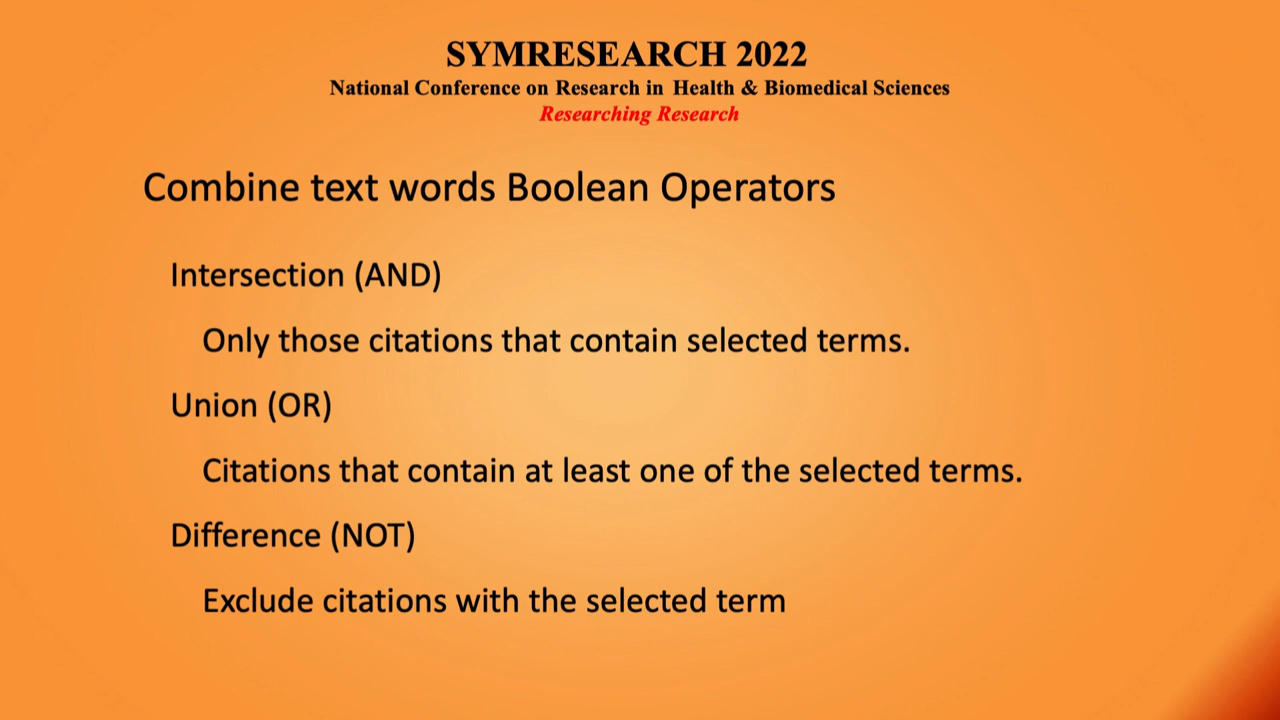 SYMRESEARCH 2022
National Conference on Research in Health & Biomedical Sciences
Researching Research
Combine text words Boolean Operators
Intersection (AND)
Only those citations that contain selected terms.
Union (OR)
Citations that contain at least one of the selected terms.
Difference (NOT)
Exclude citations with the selected term